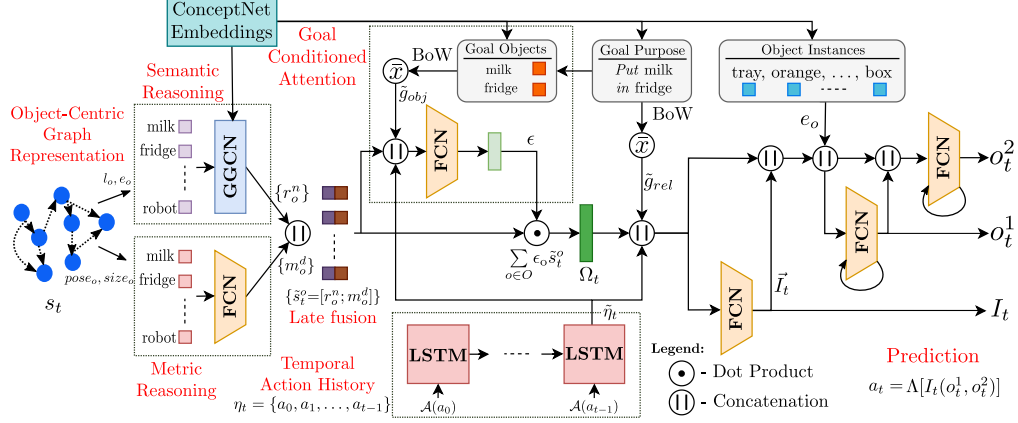 ConceptNet
Embeddings
Goal
Conditioned
Attention
BoW
Goal Objects
milk
fridge
Goal Purpose
Put milk
in fridge
Object Instances
tray, orange, ..., box
Semantic
Reasoning
x̄
g̃_obj
BoW
x̄
e_o
Object-Centric
Graph
Representation
milk
fridge
robot
GGCN
l_o, e_o
FCN
ϵ
g̃_rel
FCN
o_t^2
{r_o^n}
{m_o^d}
FCN
o_t^1
s_t
pose_o, size_o
milk
fridge
robot
FCN
∑ ϵ_o s̃_t^o
o∈O
Ω_t
I⃗_t
FCN
I_t
{s̃_t^o=[r_o^n; m_o^d]}
Late fusion
η̃_t
Metric
Reasoning
Temporal
Action History
η_t = {a_0, a_1, . . . , a_{t−1}}
LSTM
LSTM
A(a_0)
A(a_{t−1})
Legend:
- Dot Product
- Concatenation
Prediction
a_t = Λ[I_t(o_t^1, o_t^2)]